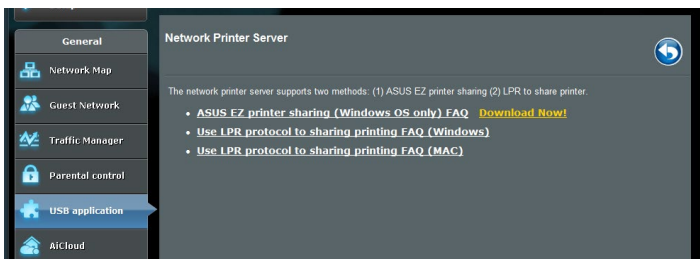 General
Network Map
Guest Network
Traffic Manager
Parental control
USB application
AiCloud
Network Printer Server
The network printer server supports two methods: (1) ASUS EZ printer sharing (2) LPR to share printer.
ASUS EZ printer sharing (Windows OS only) FAQ Download Now!
Use LPR protocol to sharing printing FAQ (Windows)
Use LPR protocol to sharing printing FAQ (MAC)